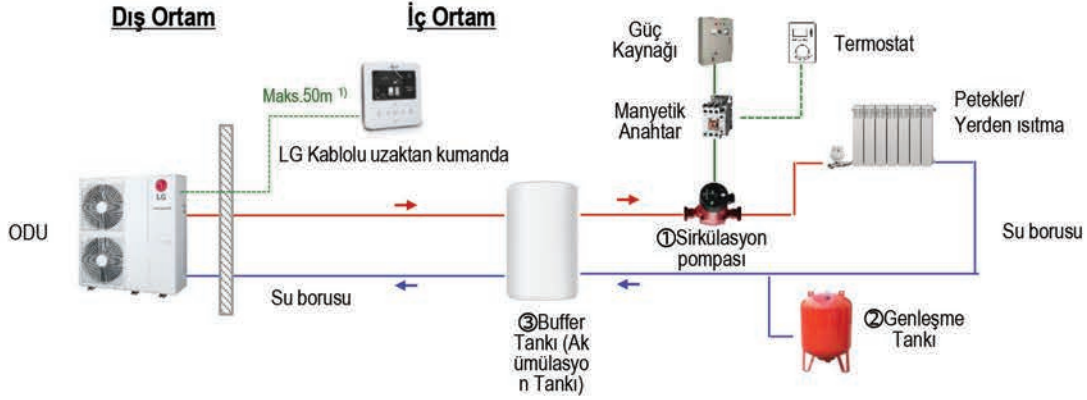 Dış Ortam
İç Ortam
Güç
Kaynağı
Termostat
Maks.50m 1)
Manyetik
Anahtar
Petekler/
Yerden ısıtma
LG Kablolu uzaktan kumanda
LG
ODU
①Sirkülasyon
pompası
Su borusu
Su borusu
③Buffer
Tankı (Ak
ümülasyo
n Tankı)
②Genleşme
Tankı